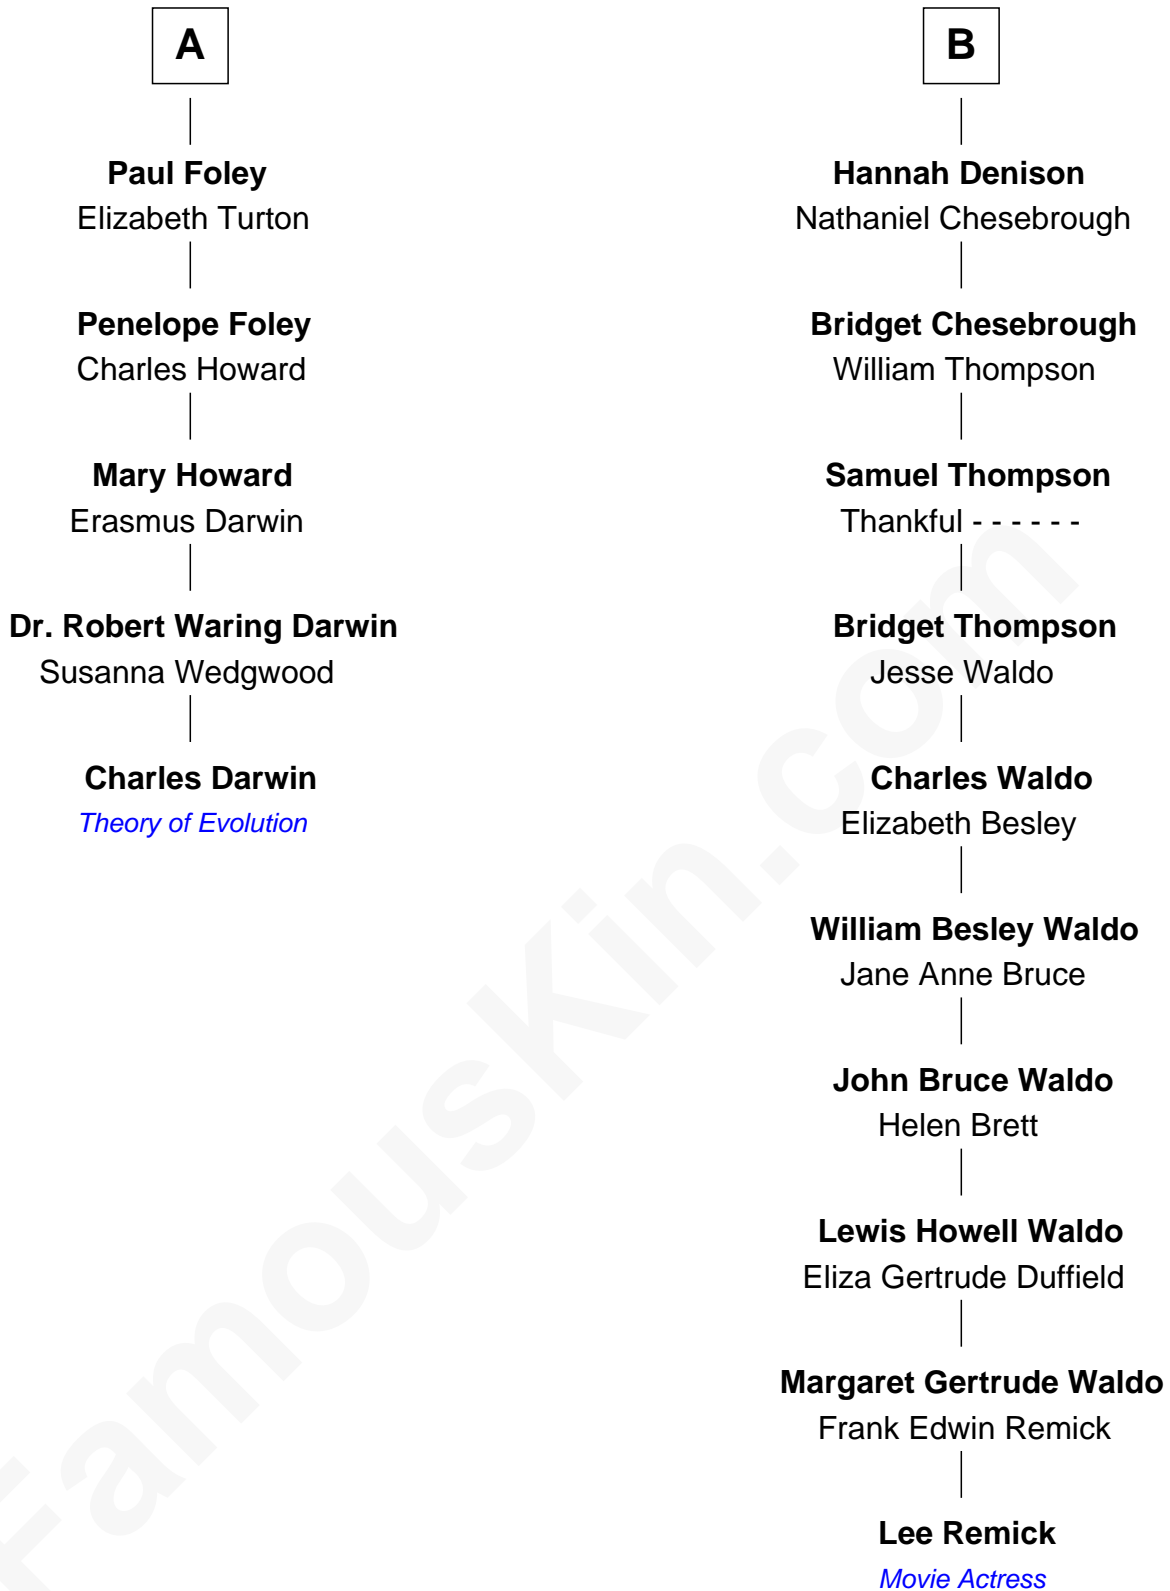 A
Paul Foley
Elizabeth Turton
Penelope Foley
Charles Howard
Mary Howard
Erasmus Darwin
Dr. Robert Waring Darwin
Susanna Wedgwood
Charles Darwin
Theory of Evolution
B
Hannah Denison
Nathaniel Chesebrough
Bridget Chesebrough
William Thompson
Samuel Thompson
Thankful - - - - - -
Bridget Thompson
Jesse Waldo
Charles Waldo
Elizabeth Besley
William Besley Waldo
Jane Anne Bruce
John Bruce Waldo
Helen Brett
Lewis Howell Waldo
Eliza Gertrude Duffield
Margaret Gertrude Waldo
Frank Edwin Remick
Lee Remick
Movie Actress
FamousKin.com